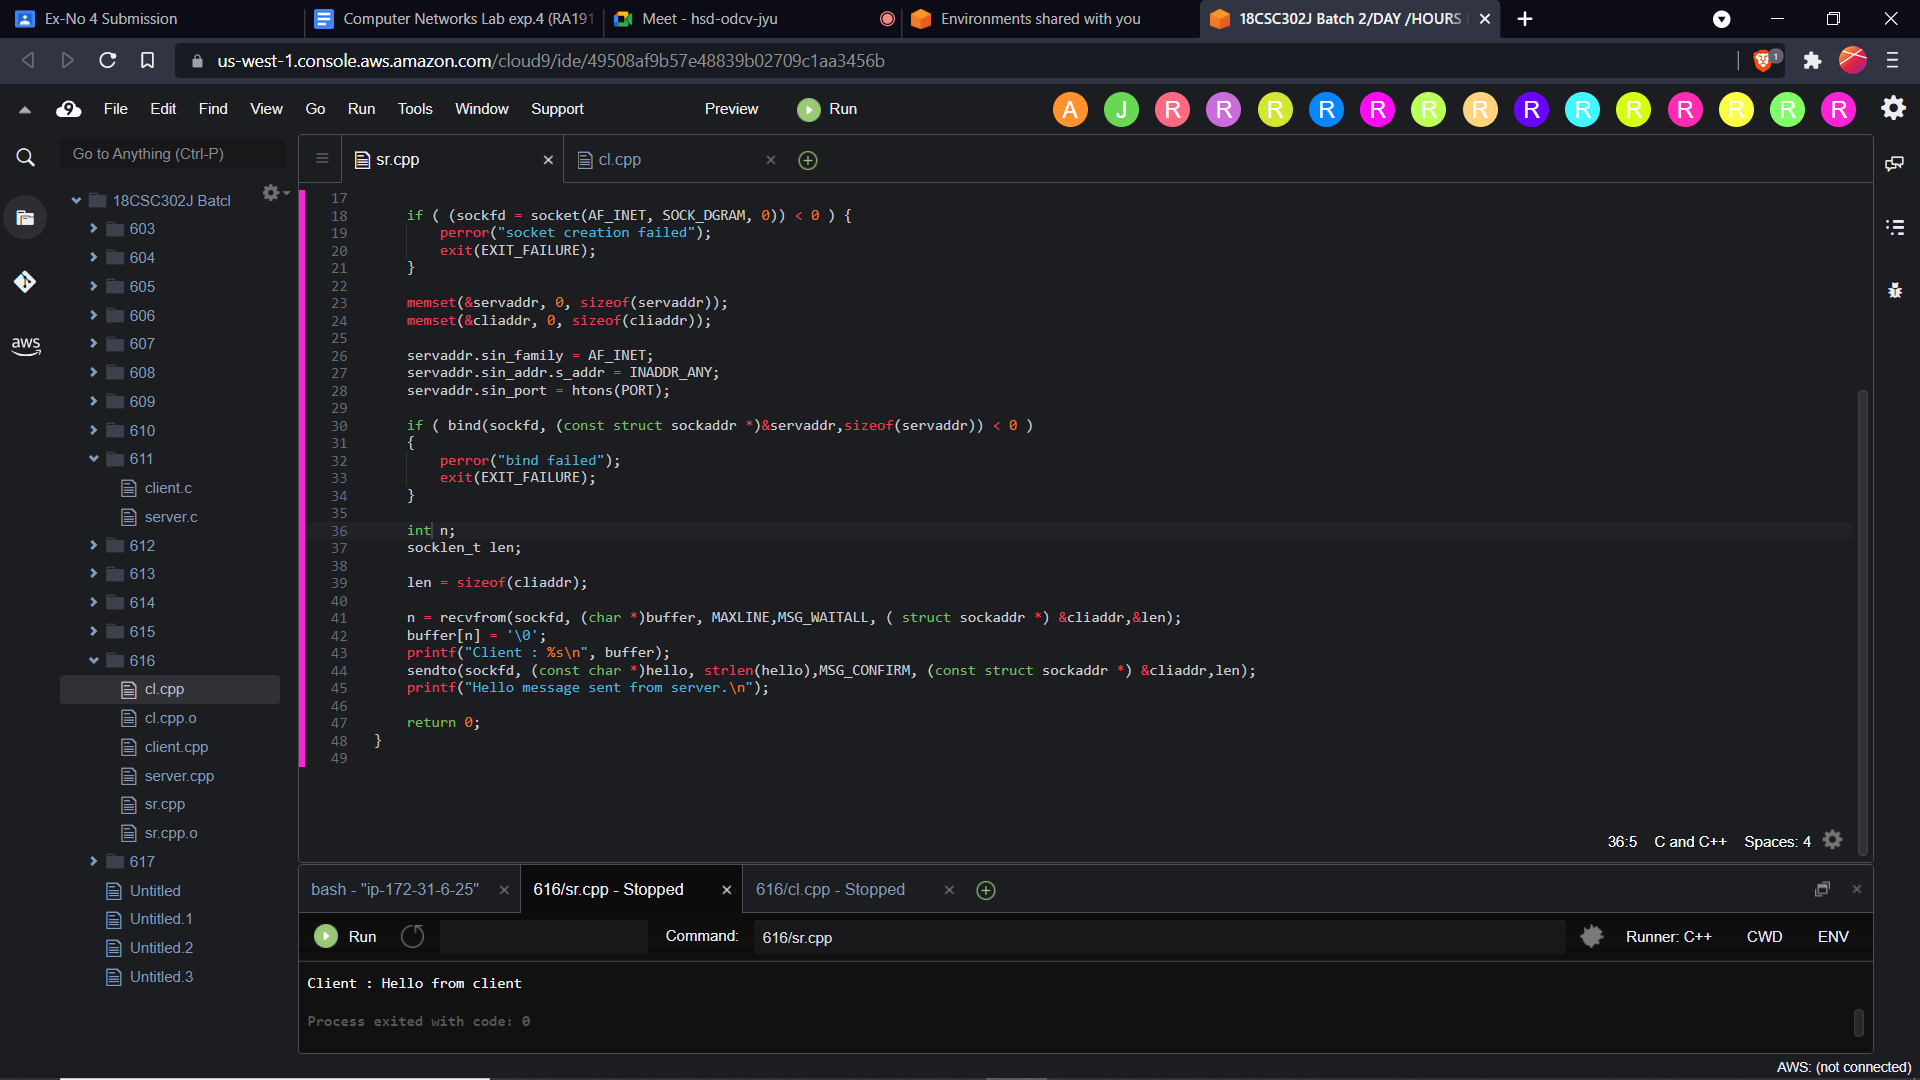 Ex-No 4 Submission
Computer Networks Lab exp.4 (RA191
Meet - hsd-odcv-jyu
Environments shared with you
18CSC302J Batch 2/DAY /HOURS
us-west-1.console.aws.amazon.com/cloud9/ide/49508af9b57e48839b02709c1aa3456b
1
File Edit Find View Go Run Tools Window Support Preview Run
A J R R R R R R R R R R R R R R
Go to Anything (Ctrl-P)
aws
18CSC302J Batcl
603
604
605
606
607
608
609
610
611
client.c
server.c
612
613
614
615
616
cl.cpp
cl.cpp.o
client.cpp
server.cpp
sr.cpp
sr.cpp.o
617
Untitled
Untitled.1
Untitled.2
Untitled.3
sr.cpp
cl.cpp
17
18 if ( (sockfd = socket(AF_INET, SOCK_DGRAM, 0)) < 0 ) {
19 perror("socket creation failed");
20 exit(EXIT_FAILURE);
21 }
22
23 memset(&servaddr, 0, sizeof(servaddr));
24 memset(&cliaddr, 0, sizeof(cliaddr));
25
26 servaddr.sin_family = AF_INET;
27 servaddr.sin_addr.s_addr = INADDR_ANY;
28 servaddr.sin_port = htons(PORT);
29
30 if ( bind(sockfd, (const struct sockaddr *)&servaddr,sizeof(servaddr)) < 0 )
31 {
32 perror("bind failed");
33 exit(EXIT_FAILURE);
34 }
35
36 int n;
37 socklen_t len;
38
39 len = sizeof(cliaddr);
40
41 n = recvfrom(sockfd, (char *)buffer, MAXLINE,MSG_WAITALL, ( struct sockaddr *) &cliaddr,&len);
42 buffer[n] = '\0';
43 printf("Client : %s\n", buffer);
44 sendto(sockfd, (const char *)hello, strlen(hello),MSG_CONFIRM, (const struct sockaddr *) &cliaddr,len);
45 printf("Hello message sent from server.\n");
46
47 return 0;
48 }
49
36:5 C and C++ Spaces: 4
bash - "ip-172-31-6-25"
616/sr.cpp - Stopped
616/cl.cpp - Stopped
Run Command: 616/sr.cpp Runner: C++ CWD ENV
Client : Hello from client
Process exited with code: 0
AWS: (not connected)